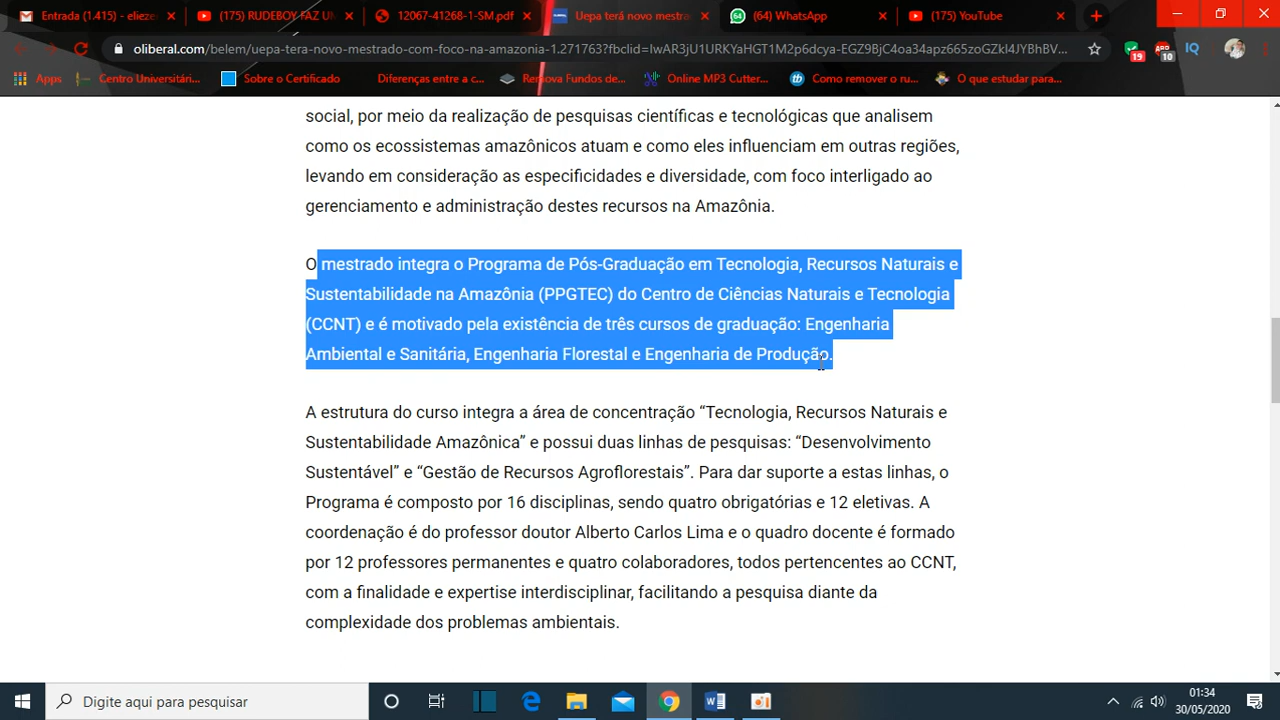 Entrada (1.415) - elieze
(175) RUDEBOY FAZ UM
12067-41268-1-SM.pdf
Uepa terá novo mestra
(64) WhatsApp
(175) YouTube
oliberal.com/belem/uepa-tera-novo-mestrado-com-foco-na-amazonia-1.271763?fbclid=IwAR3jU1URKYaHGT1M2p6dcya-EGZ9BjC4oa34apz665zoGZkl4JYBhBV...
19
10
IQ
Apps
Centro Universitári...
Sobre o Certificado
Diferenças entre a c...
Remova Fundos de...
Online MP3 Cutter...
Como remover o ru...
O que estudar para...
social, por meio da realização de pesquisas científicas e tecnológicas que analisem
como os ecossistemas amazônicos atuam e como eles influenciam em outras regiões,
levando em consideração as especificidades e diversidade, com foco interligado ao
gerenciamento e administração destes recursos na Amazônia.
O mestrado integra o Programa de Pós-Graduação em Tecnologia, Recursos Naturais e
Sustentabilidade na Amazônia (PPGTEC) do Centro de Ciências Naturais e Tecnologia
(CCNT) e é motivado pela existência de três cursos de graduação: Engenharia
Ambiental e Sanitária, Engenharia Florestal e Engenharia de Produção.
A estrutura do curso integra a área de concentração “Tecnologia, Recursos Naturais e
Sustentabilidade Amazônica” e possui duas linhas de pesquisas: “Desenvolvimento
Sustentável” e “Gestão de Recursos Agroflorestais”. Para dar suporte a estas linhas, o
Programa é composto por 16 disciplinas, sendo quatro obrigatórias e 12 eletivas. A
coordenação é do professor doutor Alberto Carlos Lima e o quadro docente é formado
por 12 professores permanentes e quatro colaboradores, todos pertencentes ao CCNT,
com a finalidade e expertise interdisciplinar, facilitando a pesquisa diante da
complexidade dos problemas ambientais.
Digite aqui para pesquisar
01:34
30/05/2020